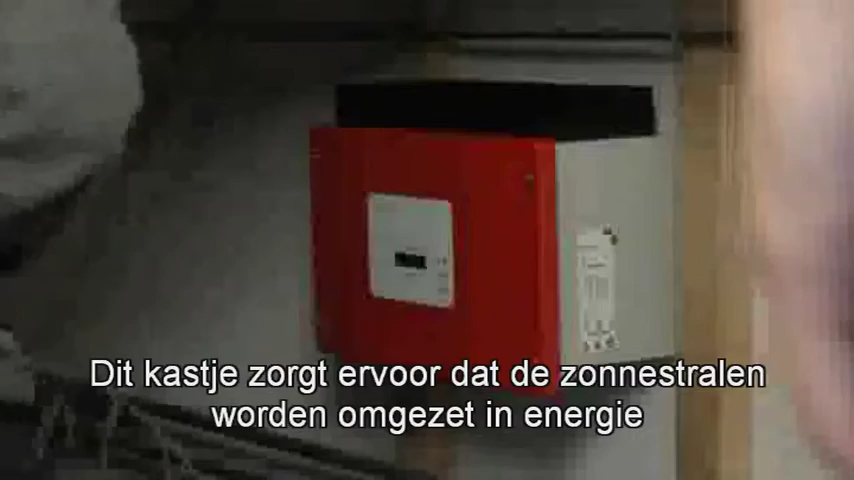 Dit kastje zorgt ervoor dat de zonnestralen
worden omgezet in energie